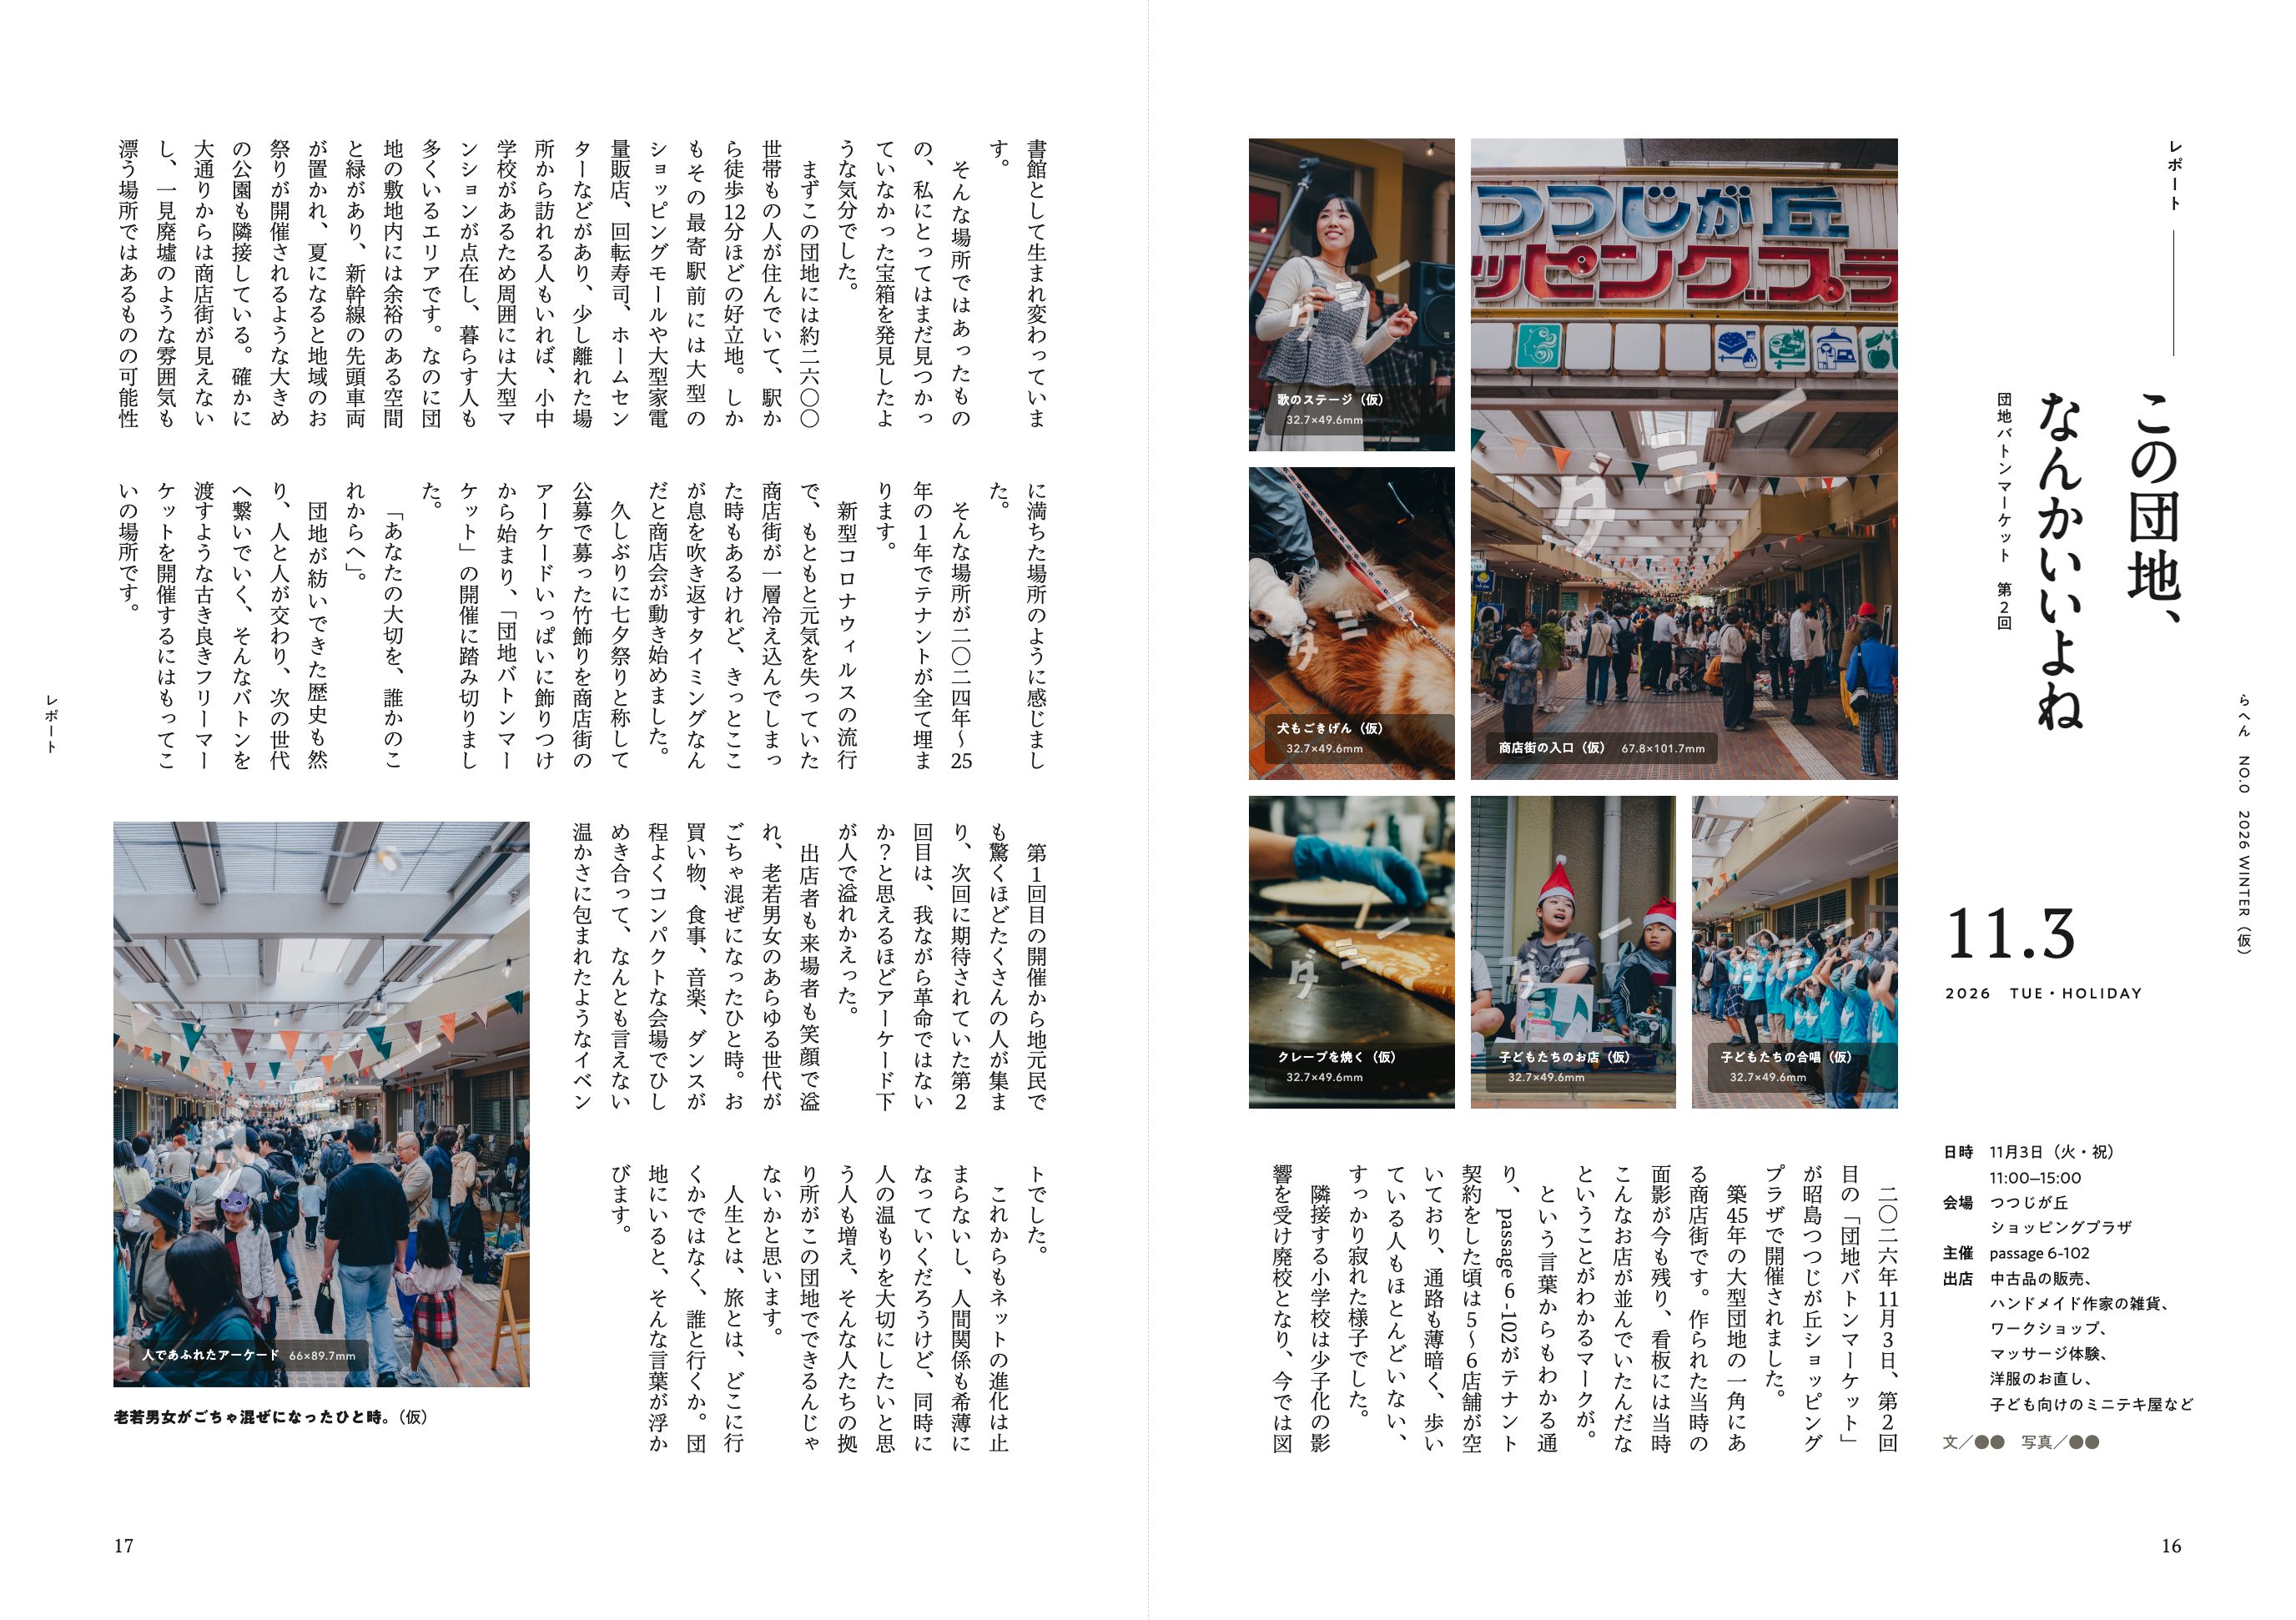 レポート
この団地、
なんかいいよね
団地バトンマーケット　第2回
らへん　NO.0　2026 WINTER（仮）
11.3
2026　TUE・HOLIDAY
日時　11月3日（火・祝）
11:00–15:00
会場　つつじが丘
ショッピングプラザ
主催　passage 6-102
出店　中古品の販売、
ハンドメイド作家の雑貨、
ワークショップ、
マッサージ体験、
洋服のお直し、
子ども向けのミニテキ屋など
文／●●　写真／●●
つつじが丘
ッピングプラ
ダミー
商店街の入口（仮）　67.8×101.7mm
ダミー
歌のステージ（仮）
32.7×49.6mm
ダミー
犬もごきげん（仮）
32.7×49.6mm
ダミー
子どもたちの合唱（仮）
32.7×49.6mm
ダミー
子どもたちのお店（仮）
32.7×49.6mm
ダミー
クレープを焼く（仮）
32.7×49.6mm
二〇二六年11月3日、第2回
目の「団地バトンマーケット」
が昭島つつじが丘ショッピング
プラザで開催されました。
築45年の大型団地の一角にあ
る商店街です。作られた当時の
面影が今も残り、看板には当時
こんなお店が並んでいたんだな
ということがわかるマークが。
という言葉からもわかる通
り、passage 6-102がテナント
契約をした頃は5〜6店舗が空
いており、通路も薄暗く、歩い
ている人もほとんどいない、
すっかり寂れた様子でした。
隣接する小学校は少子化の影
響を受け廃校となり、今では図
16
書館として生まれ変わっていま
す。
そんな場所ではあったもの
の、私にとってはまだ見つかっ
ていなかった宝箱を発見したよ
うな気分でした。
まずこの団地には約二六〇〇
世帯もの人が住んでいて、駅か
ら徒歩12分ほどの好立地。しか
もその最寄駅前には大型の
ショッピングモールや大型家電
量販店、回転寿司、ホームセン
ターなどがあり、少し離れた場
所から訪れる人もいれば、小中
学校があるため周囲には大型マ
ンションが点在し、暮らす人も
多くいるエリアです。なのに団
地の敷地内には余裕のある空間
と緑があり、新幹線の先頭車両
が置かれ、夏になると地域のお
祭りが開催されるような大きめ
の公園も隣接している。確かに
大通りからは商店街が見えない
し、一見廃墟のような雰囲気も
漂う場所ではあるものの可能性
に満ちた場所のように感じまし
た。
そんな場所が二〇二四年〜25
年の1年でテナントが全て埋ま
ります。
新型コロナウィルスの流行
で、もともと元気を失っていた
商店街が一層冷え込んでしまっ
た時もあるけれど、きっとここ
が息を吹き返すタイミングなん
だと商店会が動き始めました。
久しぶりに七夕祭りと称して
公募で募った竹飾りを商店街の
アーケードいっぱいに飾りつけ
から始まり、「団地バトンマー
ケット」の開催に踏み切りまし
た。
「あなたの大切を、誰かのこ
れからへ」。
団地が紡いできた歴史も然
り、人と人が交わり、次の世代
へ繋いでいく、そんなバトンを
渡すような古き良きフリーマー
ケットを開催するにはもってこ
いの場所です。
第1回目の開催から地元民で
も驚くほどたくさんの人が集ま
り、次回に期待されていた第2
回目は、我ながら革命ではない
か？と思えるほどアーケード下
が人で溢れかえった。
出店者も来場者も笑顔で溢
れ、老若男女のあらゆる世代が
ごちゃ混ぜになったひと時。お
買い物、食事、音楽、ダンスが
程よくコンパクトな会場でひし
めき合って、なんとも言えない
温かさに包まれたようなイベン
トでした。
これからもネットの進化は止
まらないし、人間関係も希薄に
なっていくだろうけど、同時に
人の温もりを大切にしたいと思
う人も増え、そんな人たちの拠
り所がこの団地でできるんじゃ
ないかと思います。
人生とは、旅とは、どこに行
くかではなく、誰と行くか。団
地にいると、そんな言葉が浮か
びます。
ダミー
人であふれたアーケード　66×89.7mm
老若男女がごちゃ混ぜになったひと時。（仮）
レポート
17